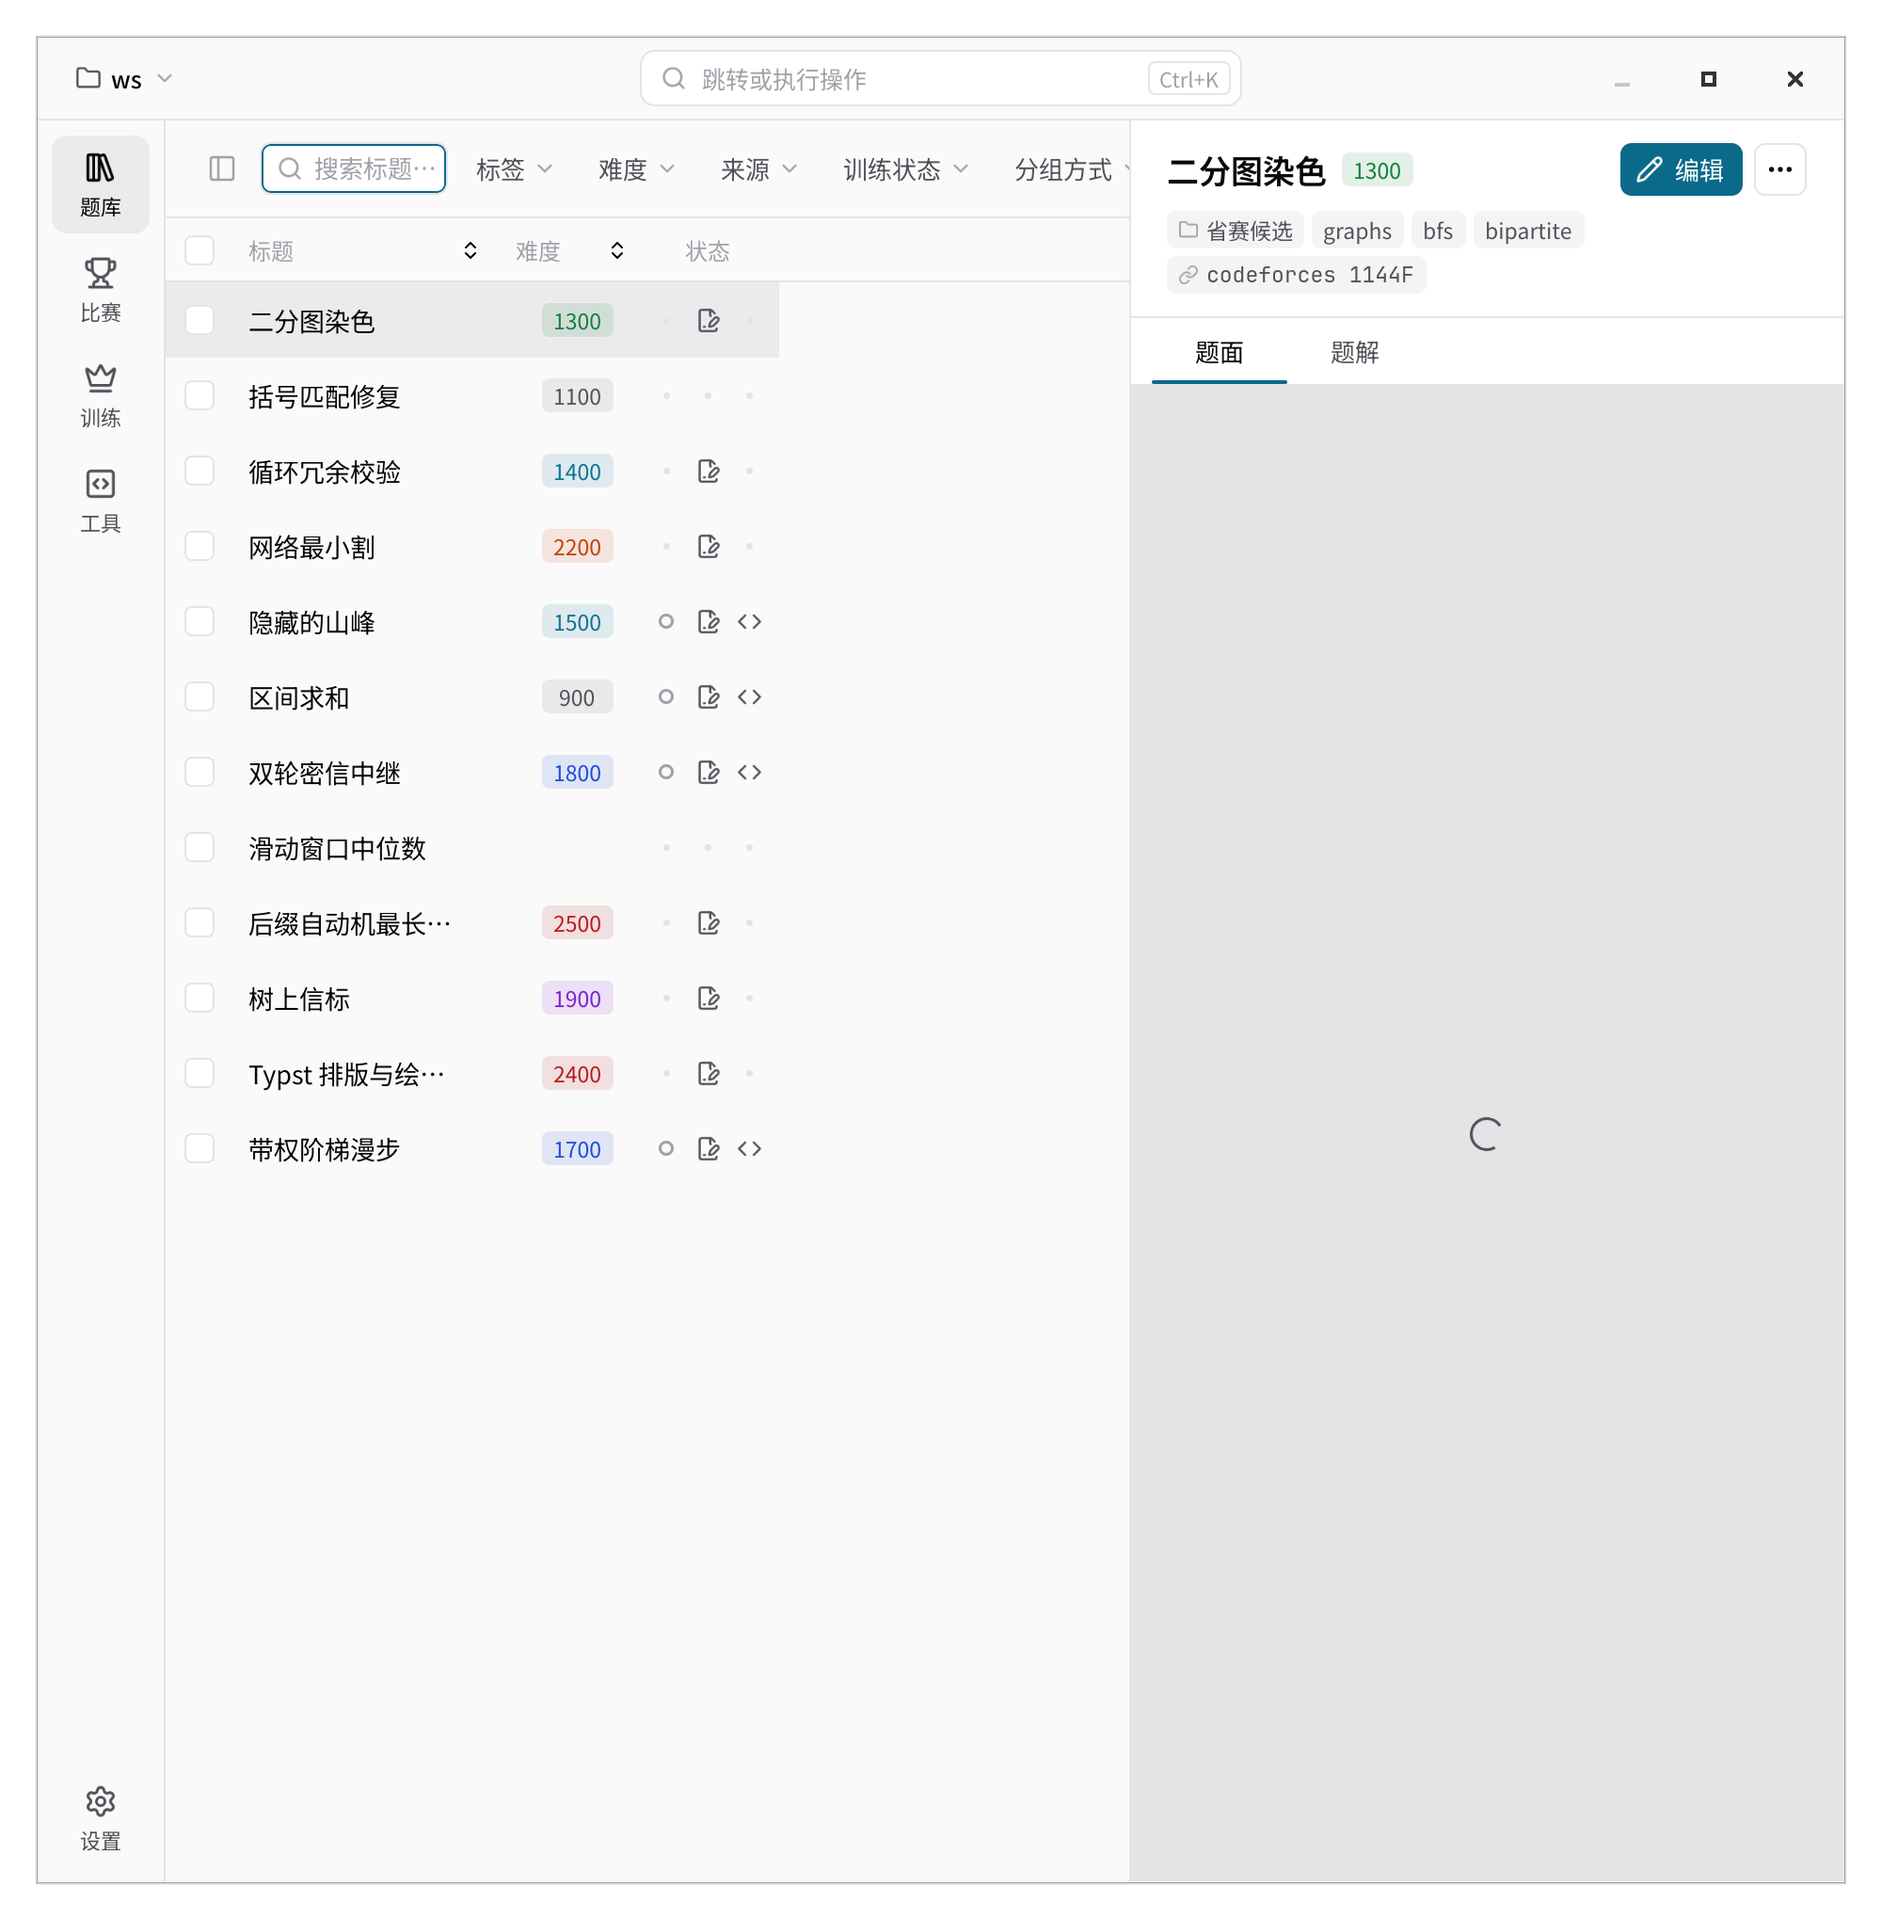 ws
跳转或执行操作 Ctrl+K
题库
比赛
训练
工具
设置
搜索标题… 标签 难度 来源 训练状态 分组方式
标题 难度 状态
二分图染色 1300
括号匹配修复 1100
循环冗余校验 1400
网络最小割 2200
隐藏的山峰 1500
区间求和 900
双轮密信中继 1800
滑动窗口中位数
后缀自动机最长… 2500
树上信标 1900
Typst 排版与绘… 2400
带权阶梯漫步 1700
二分图染色 1300 编辑
省赛候选 graphs bfs bipartite
codeforces 1144F
题面 题解